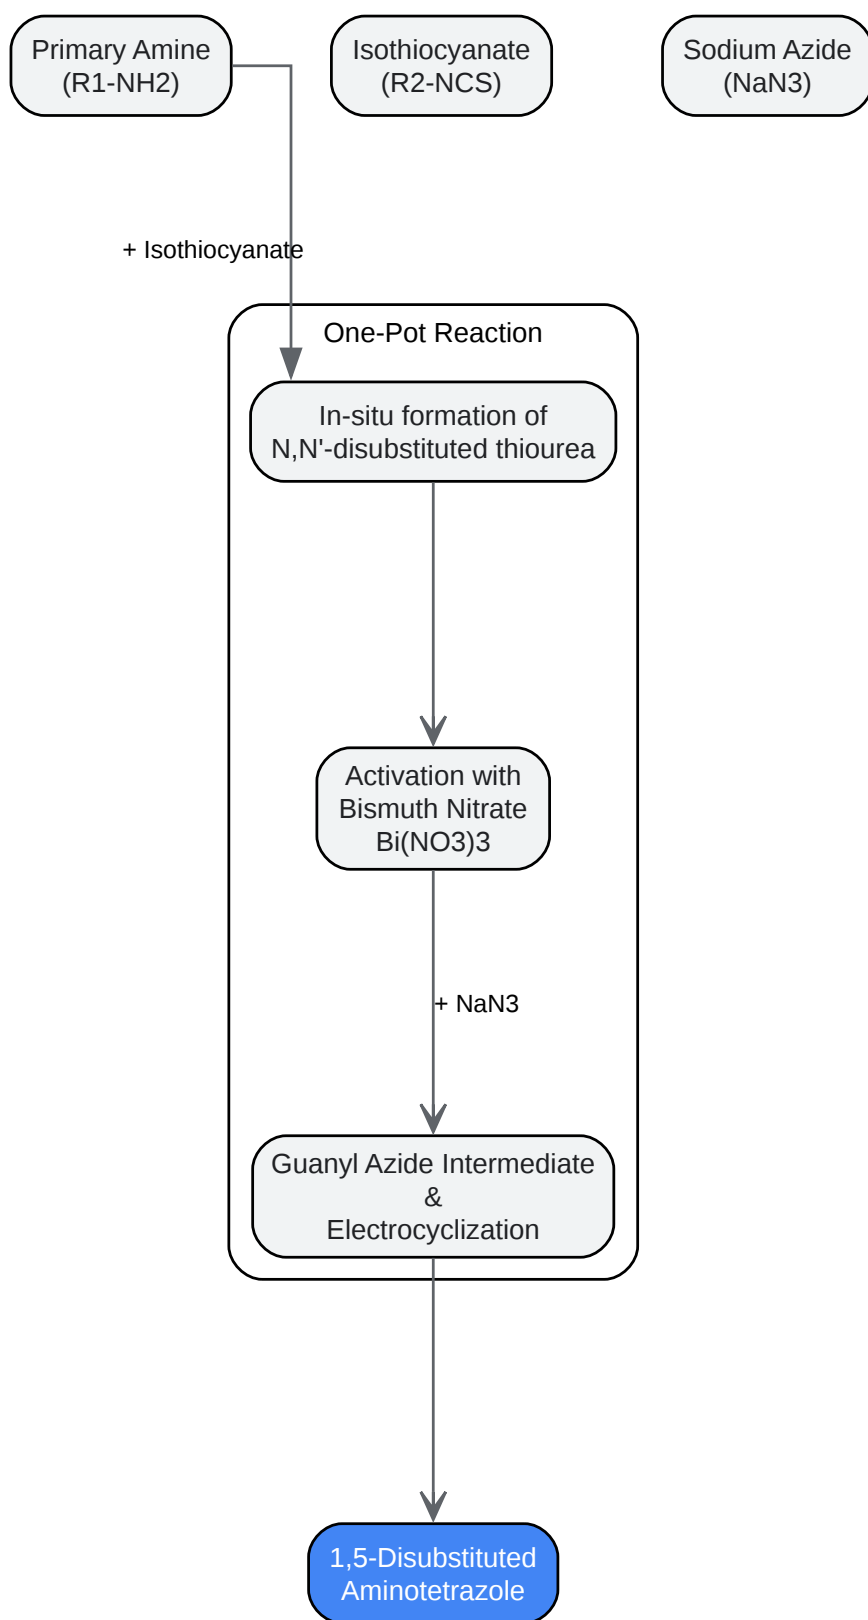 Primary Amine
(R1-NH2)
Isothiocyanate
(R2-NCS)
Sodium Azide
(NaN3)
+ Isothiocyanate
One-Pot Reaction
In-situ formation of
N,N'-disubstituted thiourea
Activation with
Bismuth Nitrate
Bi(NO3)3
+ NaN3
Guanyl Azide Intermediate
&
Electrocyclization
1,5-Disubstituted
Aminotetrazole